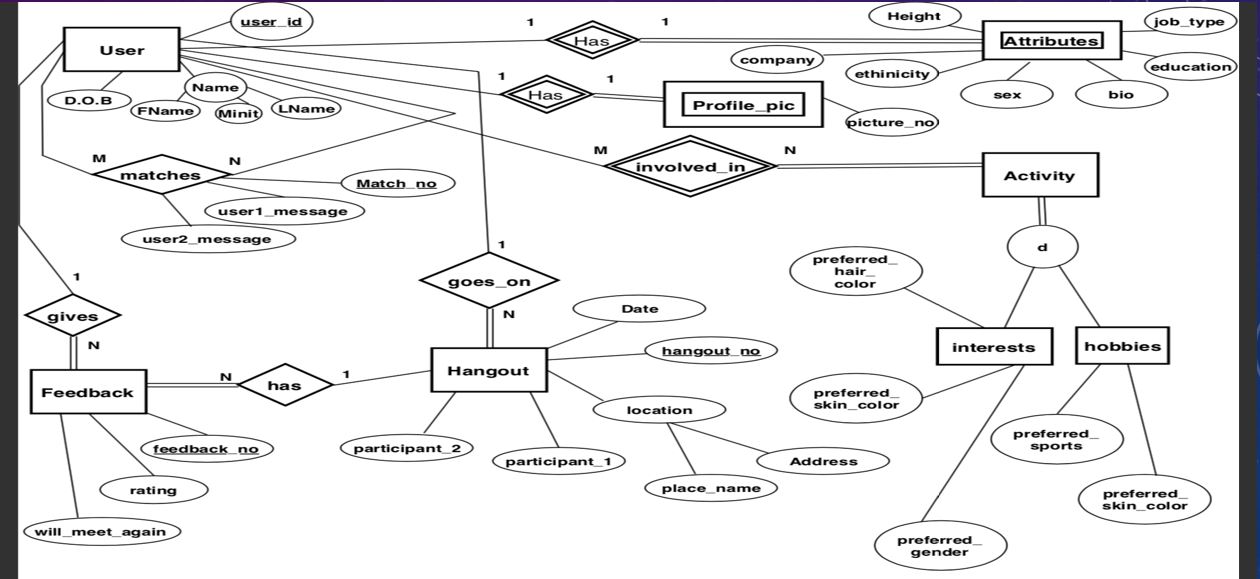 user_id
User
1
Has
1
Height
Attributes
job_type
company
ethinicity
education
sex
bio
D.O.B
FName
Name
Minit
LName
1
Has
1
Profile_pic
picture_no
M
matches
N
Match_no
user1_message
user2_message
M
involved_in
N
Activity
d
1
gives
N
1
goes_on
N
Date
hangout_no
Hangout
location
participant_2
participant_1
place_name
Address
Feedback
N
has
1
feedback_no
rating
will_meet_again
preferred_
hair_
color
interests
hobbies
preferred_
skin_color
preferred_
sports
preferred_
skin_color
preferred_
gender